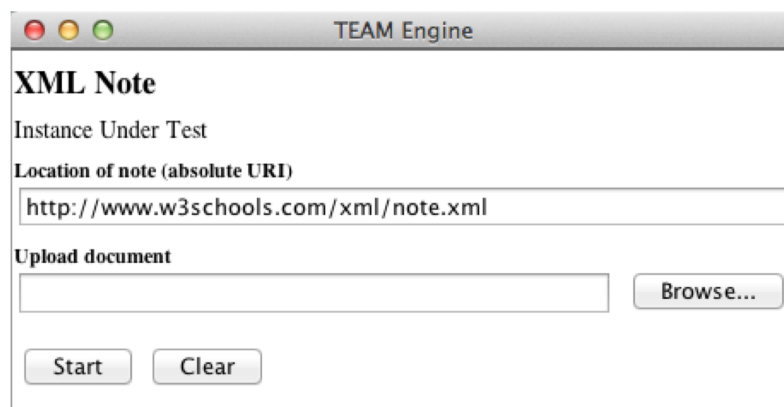 TEAM Engine
XML Note
Instance Under Test
Location of note (absolute URI)
http://www.w3schools.com/xml/note.xml
Upload document
Browse...
Start Clear